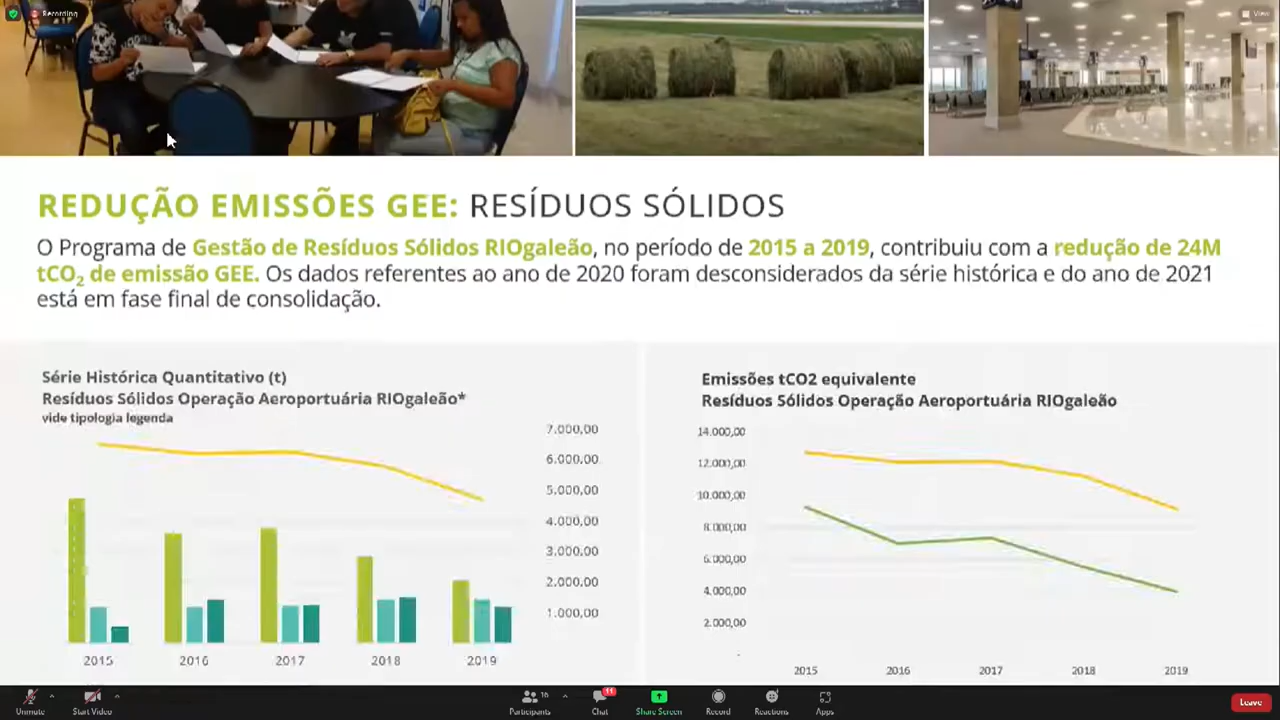 Recording
View
REDUÇÃO EMISSÕES GEE: RESÍDUOS SÓLIDOS
O Programa de Gestão de Resíduos Sólidos RIOgaleão, no período de 2015 a 2019, contribuiu com a redução de 24M
tCO₂ de emissão GEE. Os dados referentes ao ano de 2020 foram desconsiderados da série histórica e do ano de 2021
está em fase final de consolidação.
Série Histórica Quantitativo (t)
Resíduos Sólidos Operação Aeroportuária RIOgaleão*
vide tipologia legenda
7.000,00
6.000,00
5.000,00
4.000,00
3.000,00
2.000,00
1.000,00
2015 2016 2017 2018 2019
Emissões tCO2 equivalente
Resíduos Sólidos Operação Aeroportuária RIOgaleão
14.000,00
12.000,00
10.000,00
8.000,00
6.000,00
4.000,00
2.000,00
-
2015 2016 2017 2018 2019
Unmute Start Video Participants 16 Chat 11 Share Screen Record Reactions Apps Leave